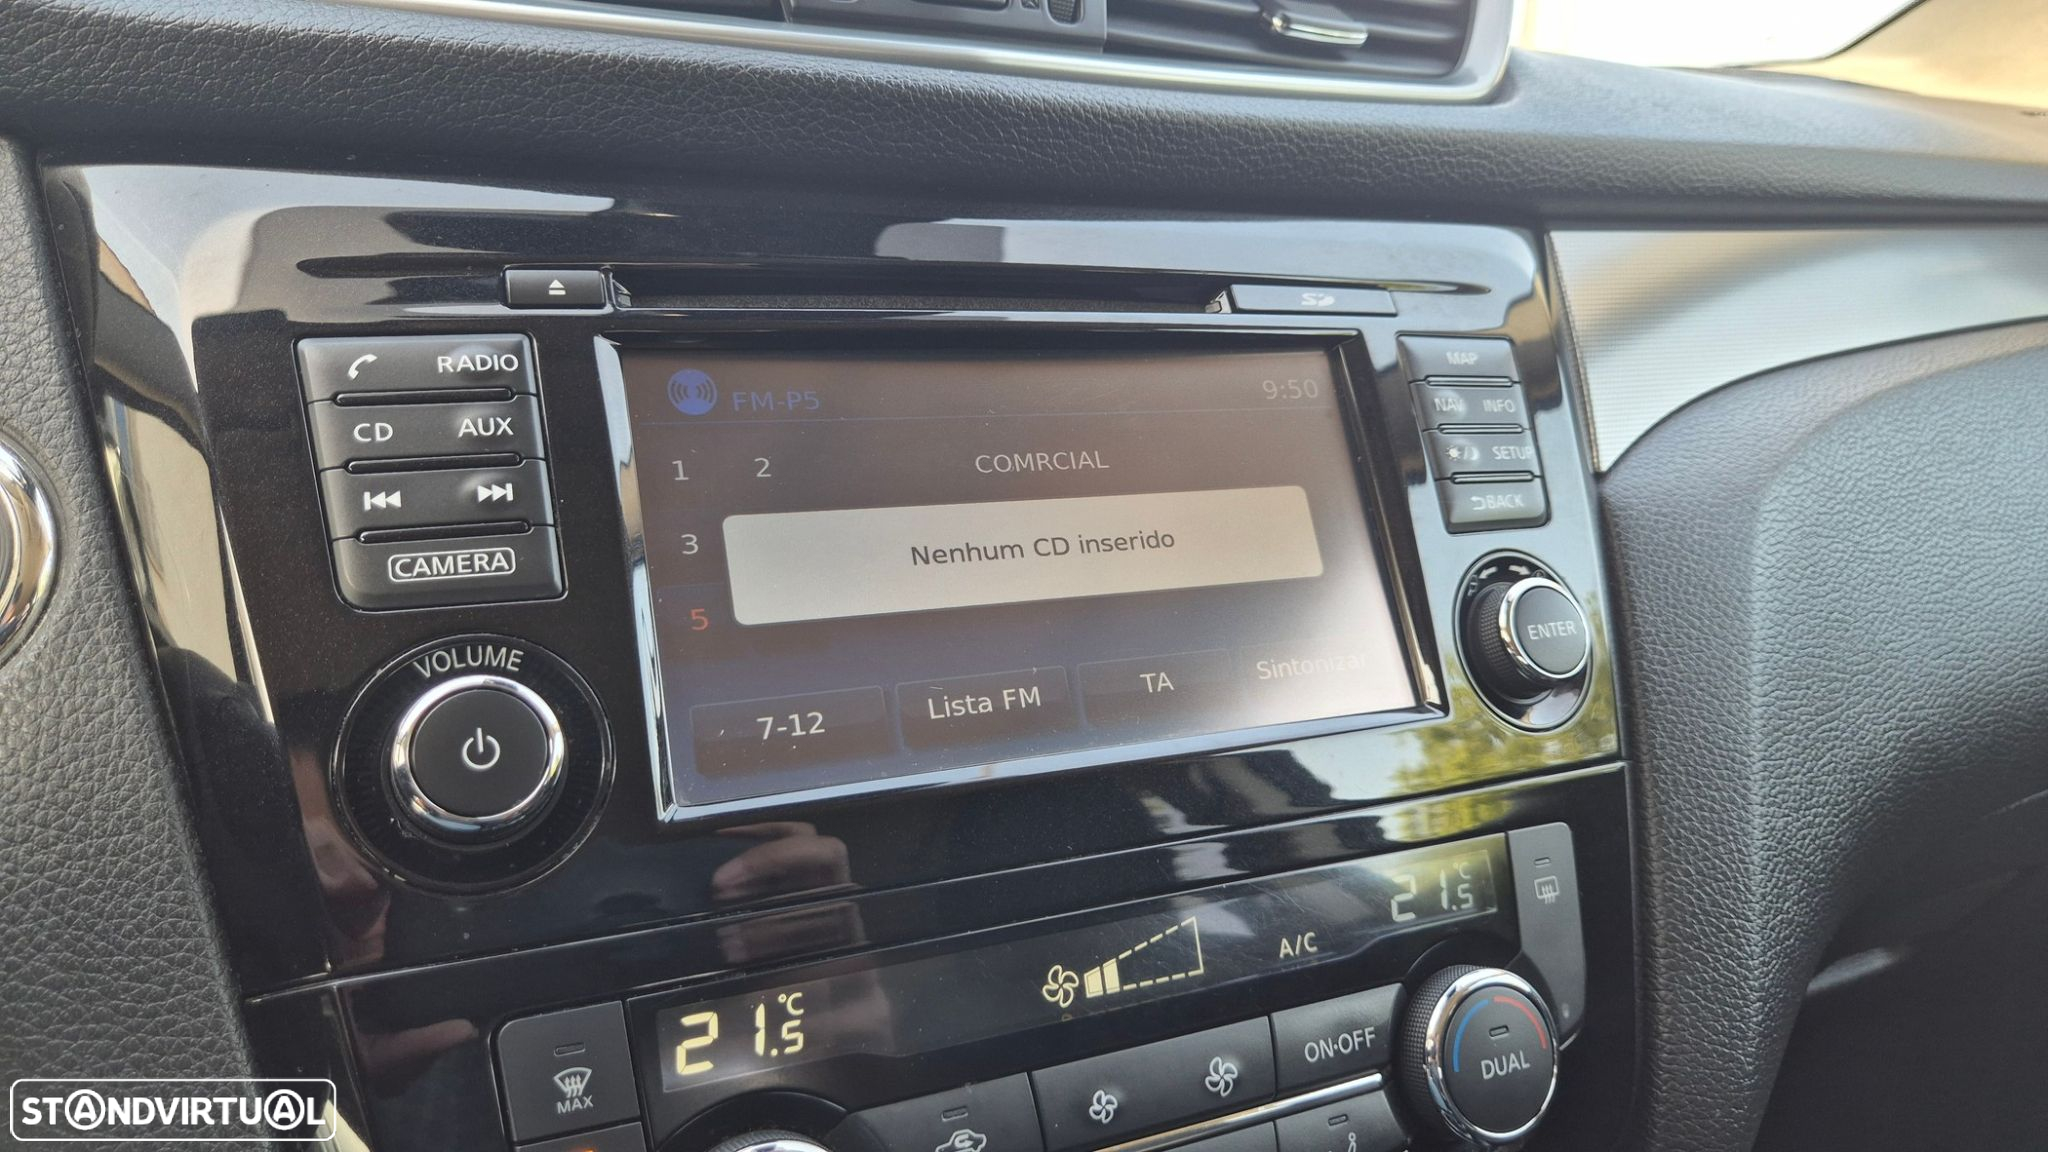 RADIO
CD AUX
CAMERA
VOLUME
SD
FM-P5 9:50
1 2 COMRCIAL
3
Nenhum CD inserido
5
7-12 Lista FM TA Sintonizar
MAP
NAV INFO
SETUP
BACK
ENTER
21.5 °C A/C 21.5 °C
MAX
ON·OFF
DUAL
STANDVIRTUAL